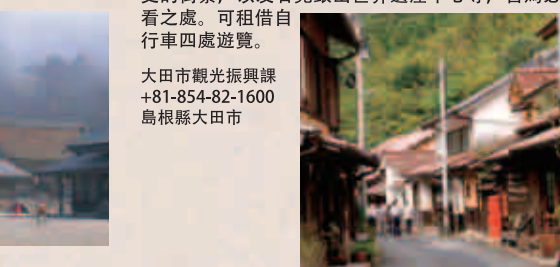 看之處。可租借自
行車四處遊覽。
大田市觀光振興課
+81-854-82-1600
島根縣大田市